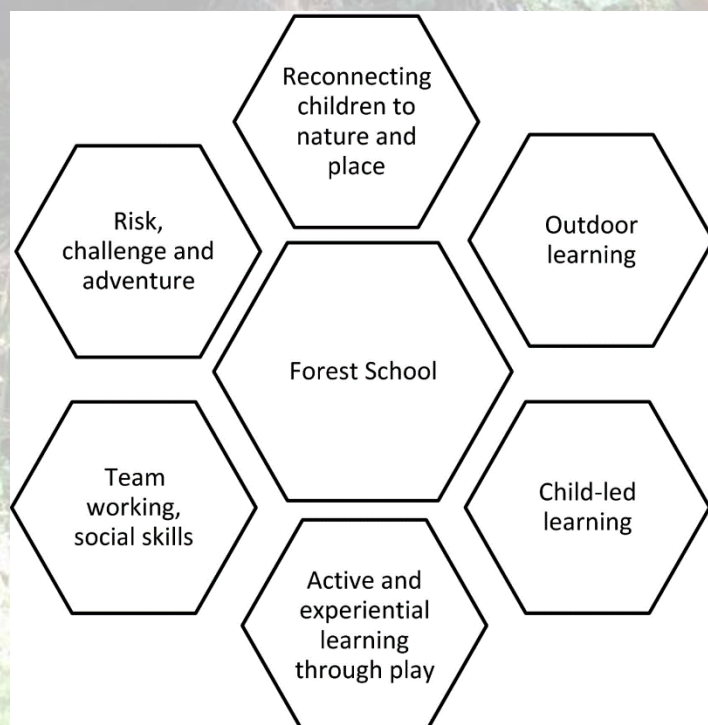 Reconnecting
children to
nature and
place
Risk,
challenge and
adventure
Outdoor
learning
Forest School
Team
working,
social skills
Child-led
learning
Active and
experiential
learning
through play